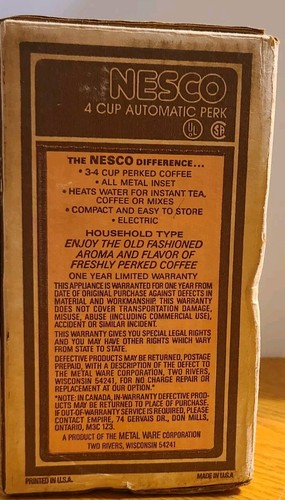 NESCO
4 CUP AUTOMATIC PERK
UL SA
THE NESCO DIFFERENCE...
• 3-4 CUP PERKED COFFEE
• ALL METAL INSET
• HEATS WATER FOR INSTANT TEA,
COFFEE OR MIXES
• COMPACT AND EASY TO STORE
• ELECTRIC
HOUSEHOLD TYPE
ENJOY THE OLD FASHIONED
AROMA AND FLAVOR OF
FRESHLY PERKED COFFEE
ONE YEAR LIMITED WARRANTY
THIS APPLIANCE IS WARRANTED FOR ONE YEAR FROM
DATE OF ORIGINAL PURCHASE AGAINST DEFECTS IN
MATERIAL AND WORKMANSHIP. THIS WARRANTY
DOES NOT COVER TRANSPORTATION DAMAGE,
MISUSE, ABUSE (INCLUDING COMMERCIAL USE),
ACCIDENT OR SIMILAR INCIDENT.
THIS WARRANTY GIVES YOU SPECIFIC LEGAL RIGHTS
AND YOU MAY HAVE OTHER RIGHTS WHICH VARY
FROM STATE TO STATE.
DEFECTIVE PRODUCTS MAY BE RETURNED, POSTAGE
PREPAID, WITH A DESCRIPTION OF THE DEFECT TO
THE METAL WARE CORPORATION, TWO RIVERS,
WISCONSIN 54241, FOR NO CHARGE REPAIR OR
REPLACEMENT AT OUR OPTION.*
*NOTE: IN CANADA, IN-WARRANTY DEFECTIVE PROD-
UCTS MAY BE RETURNED TO PLACE OF PURCHASE.
IF OUT-OF-WARRANTY SERVICE IS REQUIRED, PLEASE
CONTACT EMPIRE, 74 GERVAIS DR., DON MILLS,
ONTARIO, M3C 1Z3.
A PRODUCT OF THE METAL WARE CORPORATION
TWO RIVERS, WISCONSIN 54241
PRINTED IN U.S.A. MADE IN U.S.A.